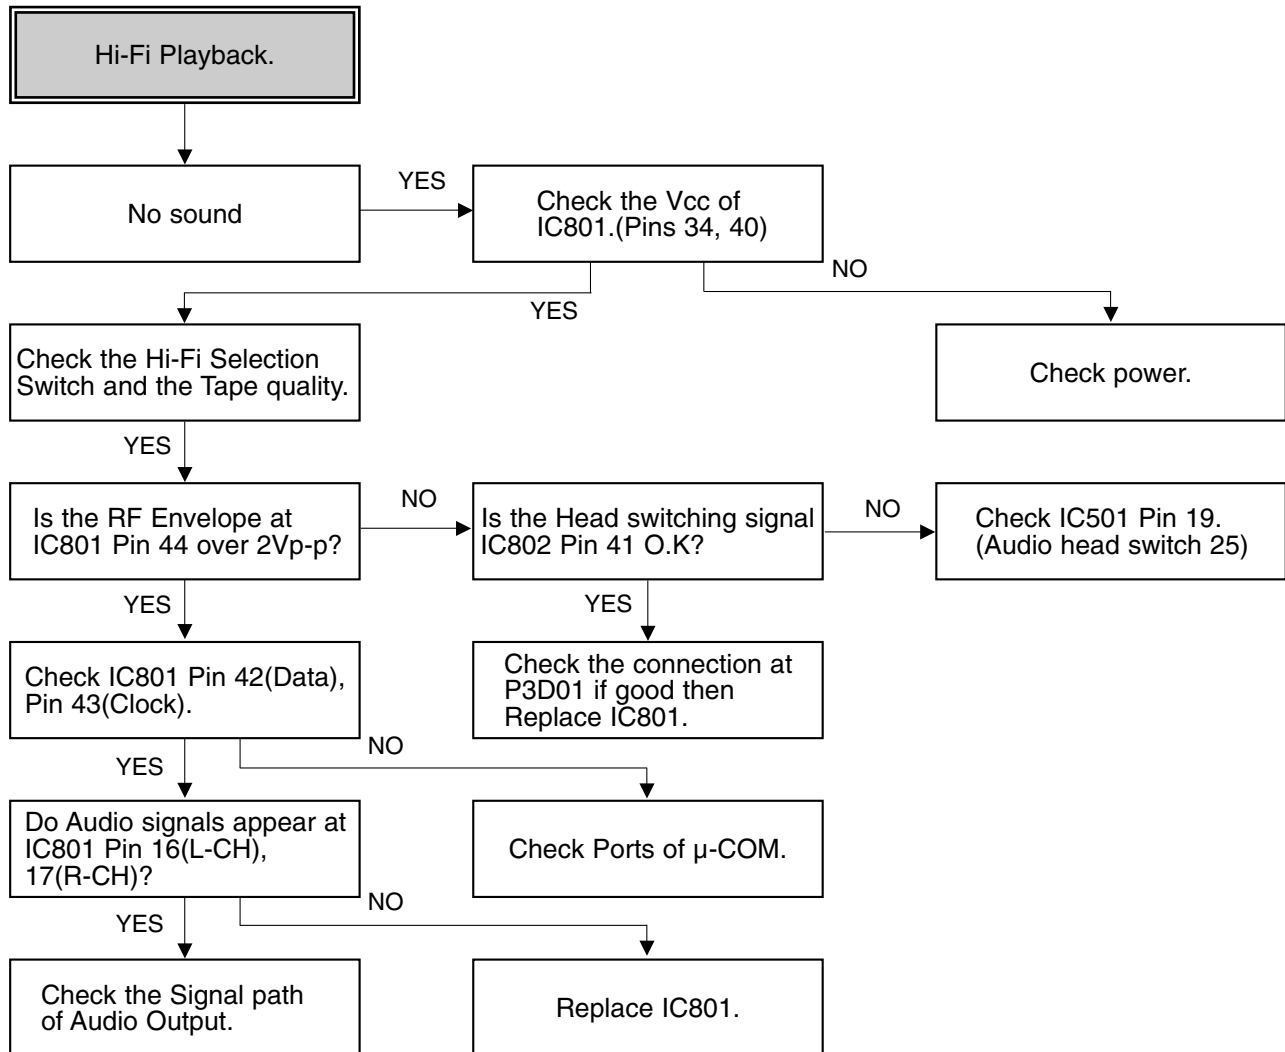 Hi-Fi Playback.
No sound
YES
Check the Vcc of
IC801.(Pins 34, 40)
NO
YES
Check the Hi-Fi Selection
Switch and the Tape quality.
Check power.
YES
Is the RF Envelope at
IC801 Pin 44 over 2Vp-p?
NO
Is the Head switching signal
IC802 Pin 41 O.K?
NO
Check IC501 Pin 19.
(Audio head switch 25)
YES
YES
Check IC801 Pin 42(Data),
Pin 43(Clock).
Check the connection at
P3D01 if good then
Replace IC801.
YES
NO
Do Audio signals appear at
IC801 Pin 16(L-CH),
17(R-CH)?
Check Ports of µ-COM.
YES
NO
Check the Signal path
of Audio Output.
Replace IC801.